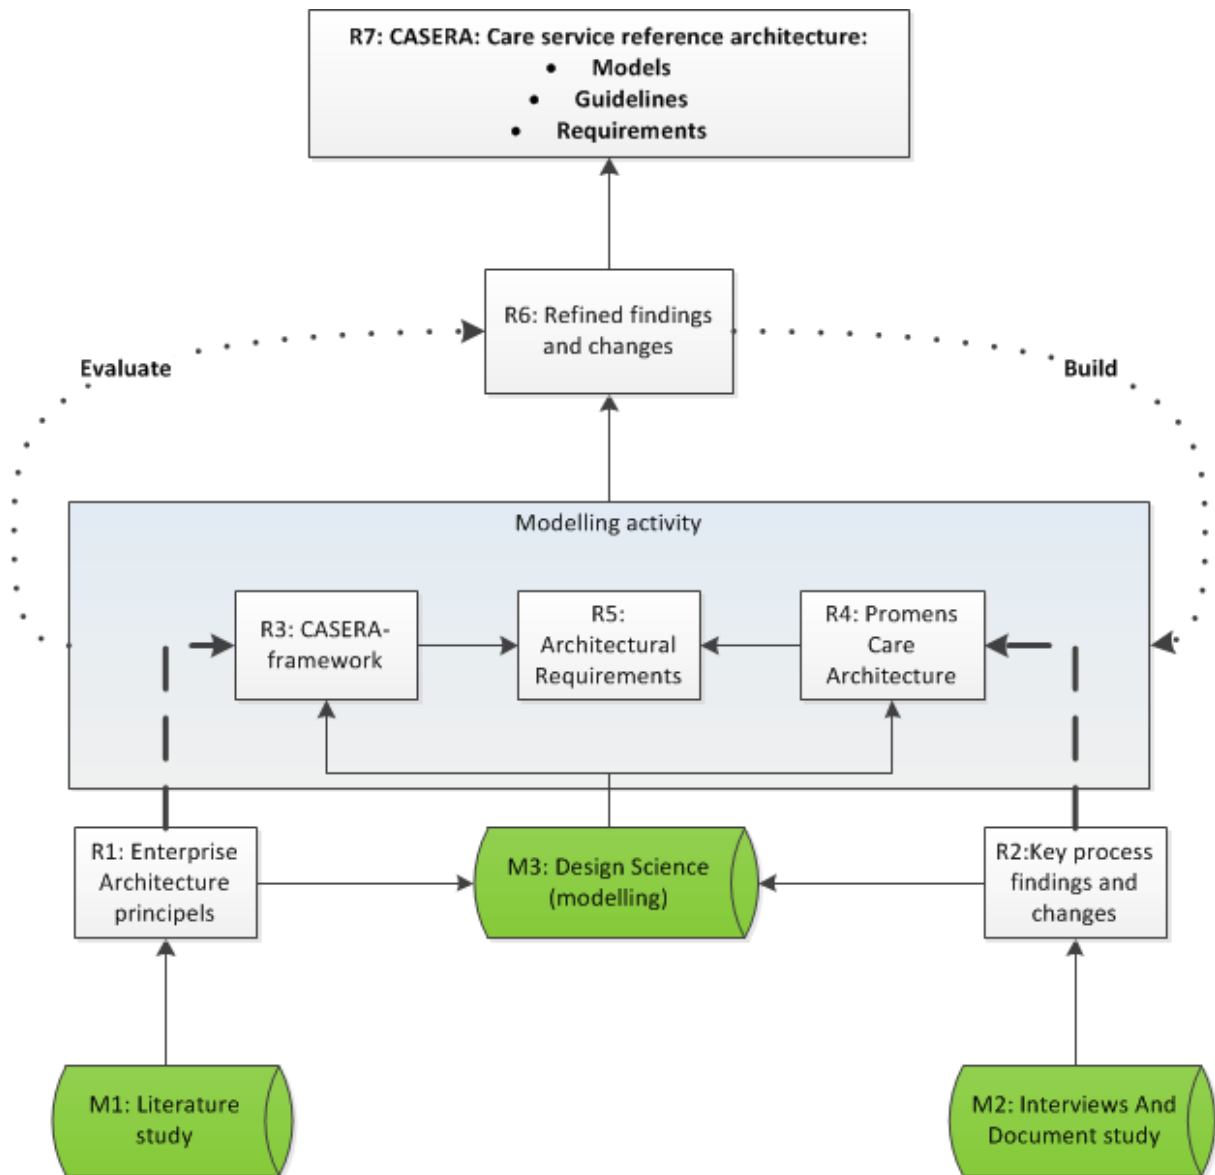 R7: CASERA: Care service reference architecture:
• Models
• Guidelines
• Requirements
R6: Refined findings
and changes
Evaluate
Build
Modelling activity
R3: CASERA-
framework
R5:
Architectural
Requirements
R4: Promens
Care
Architecture
R1: Enterprise
Architecture
principels
M3: Design Science
(modelling)
R2:Key process
findings and
changes
M1: Literature
study
M2: Interviews And
Document study